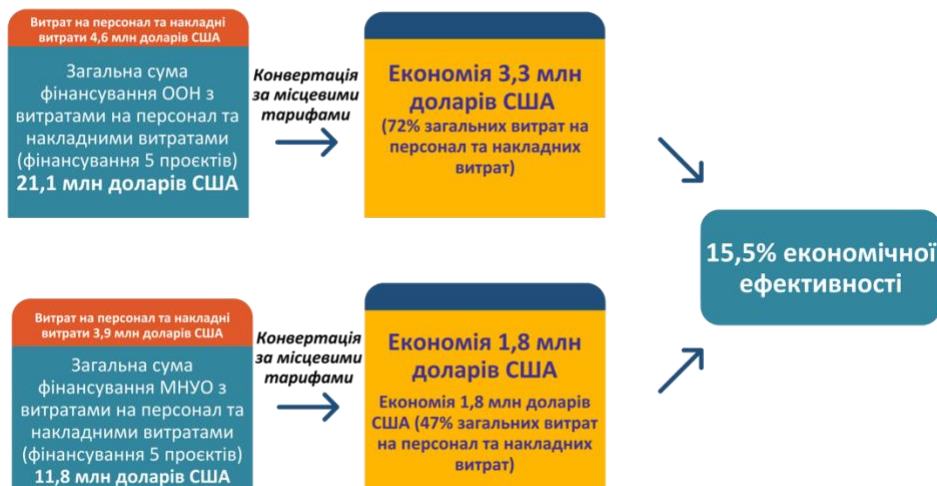 Витрат на персонал та накладні
витрати 4,6 млн доларів США
Загальна сума
фінансування ООН з
витратами на персонал та
накладними витратами
(фінансування 5 проєктів)
21,1 млн доларів США
Конвертація
за місцевими
тарифами
Економія 3,3 млн
доларів США
(72% загальних витрат на
персонал та накладних
витрат)
15,5% економічної
ефективності
Витрат на персонал та накладні
витрати 3,9 млн доларів США
Загальна сума
фінансування МНУО з
витратами на персонал та
накладними витратами
(фінансування 5 проєктів)
11,8 млн доларів США
Конвертація
за місцевими
тарифами
Економія 1,8 млн
доларів США
Економія 1,8 млн доларів
США (47% загальних витрат
на персонал та накладних
витрат)